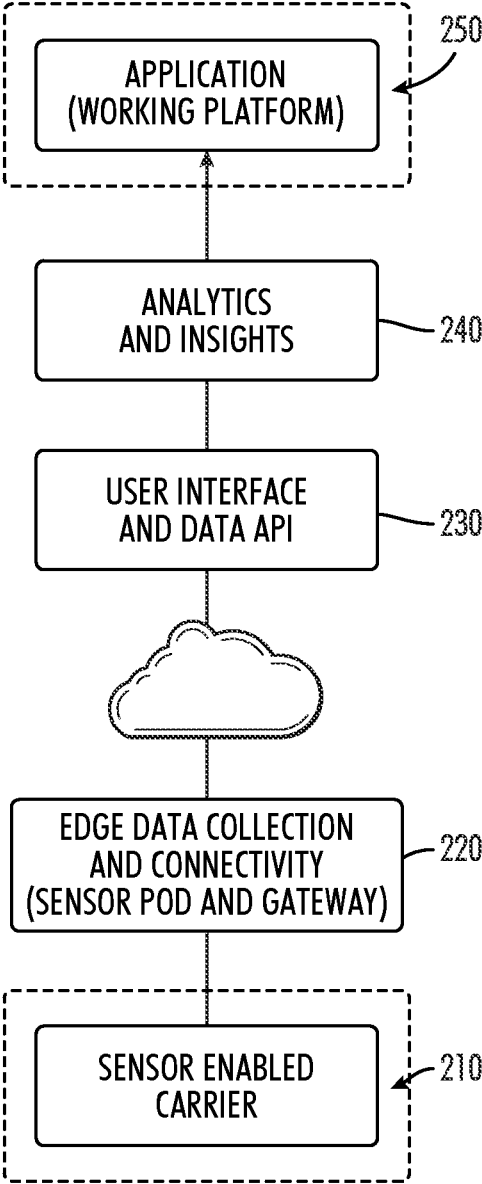 250
APPLICATION
(WORKING PLATFORM)
ANALYTICS
AND INSIGHTS
240
USER INTERFACE
AND DATA API
230
EDGE DATA COLLECTION
AND CONNECTIVITY
(SENSOR POD AND GATEWAY)
220
SENSOR ENABLED
CARRIER
210